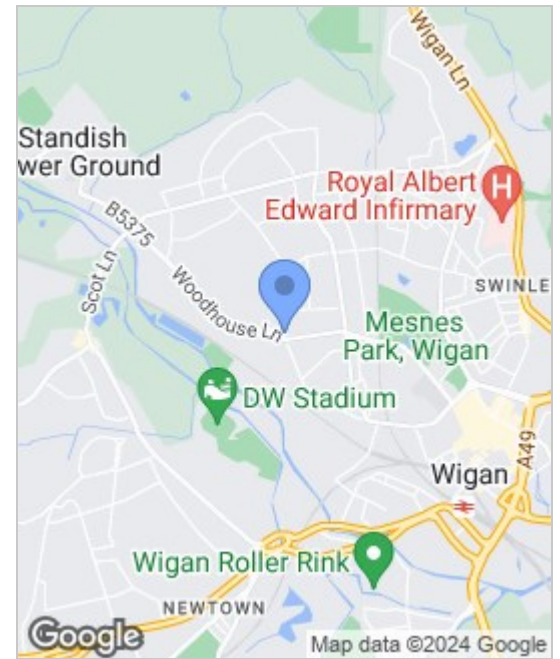 Wigan Ln
Standish
wer Ground
Royal Albert
Edward Infirmary
H
B5375
Scot Ln
Woodhouse Ln
SWINLE
Mesnes
Park, Wigan
DW Stadium
A49
Wigan
Wigan Roller Rink
NEWTOWN
Google
Map data ©2024 Google